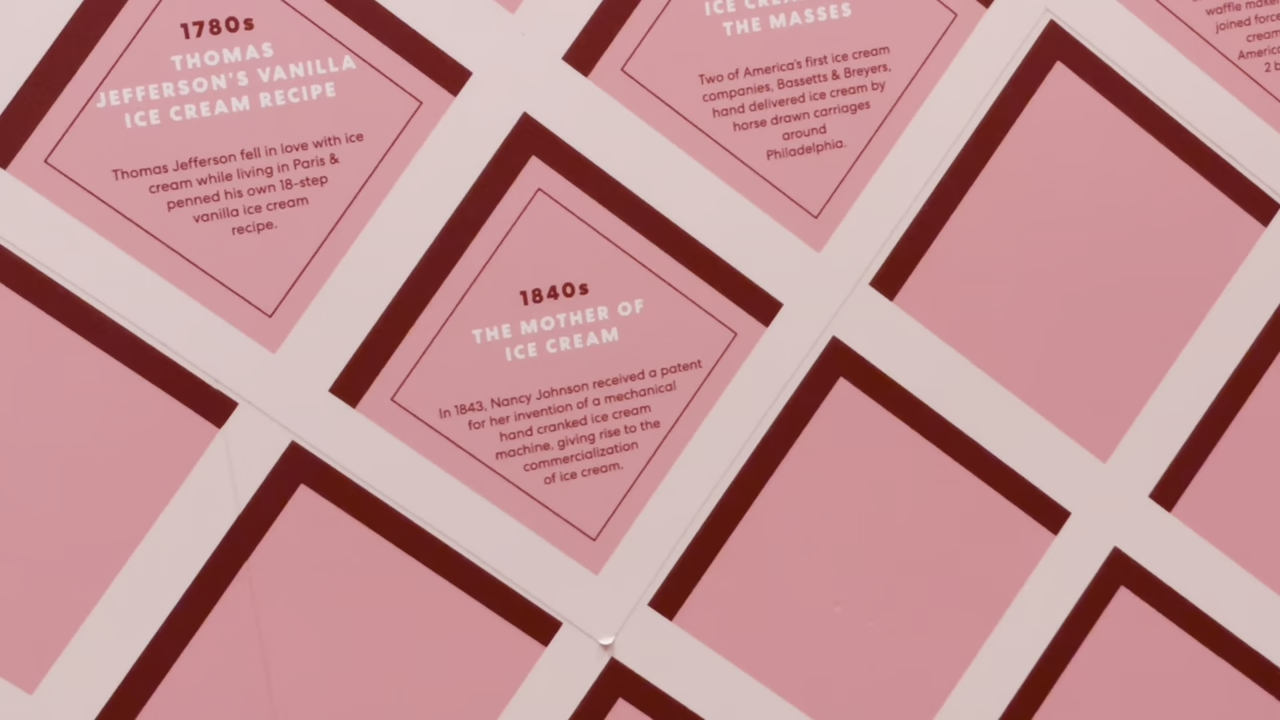 1780s
THOMAS
JEFFERSON'S VANILLA
ICE CREAM RECIPE
Thomas Jefferson fell in love with ice
cream while living in Paris &
penned his own 18-step
vanilla ice cream
recipe.
THE MASSES
Two of America's first ice cream
companies, Bassetts & Breyers,
hand delivered ice cream by
horse drawn carriages
around
Philadelphia.
1840s
THE MOTHER OF
ICE CREAM
In 1843, Nancy Johnson received a patent
for her invention of a mechanical
hand cranked ice cream
machine, giving rise to the
commercialization
of ice cream.
waffle
joined